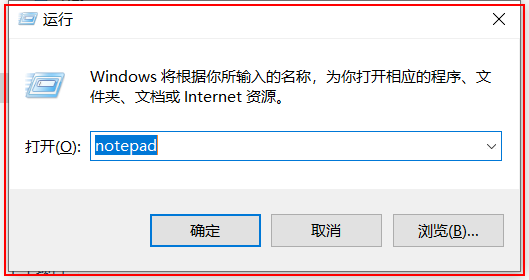 运行
Windows 将根据你所输入的名称，为你打开相应的程序、文
件夹、文档或 Internet 资源。
打开(O): notepad
确定 取消 浏览(B)...